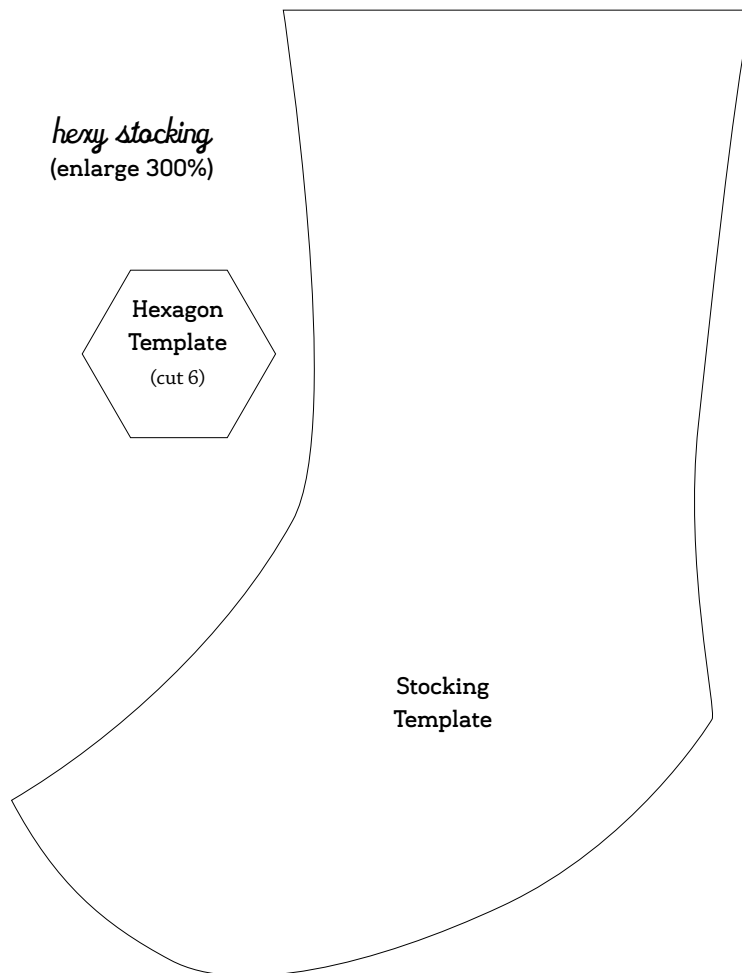 hexy stocking
(enlarge 300%)
Hexagon
Template
(cut 6)
Stocking
Template